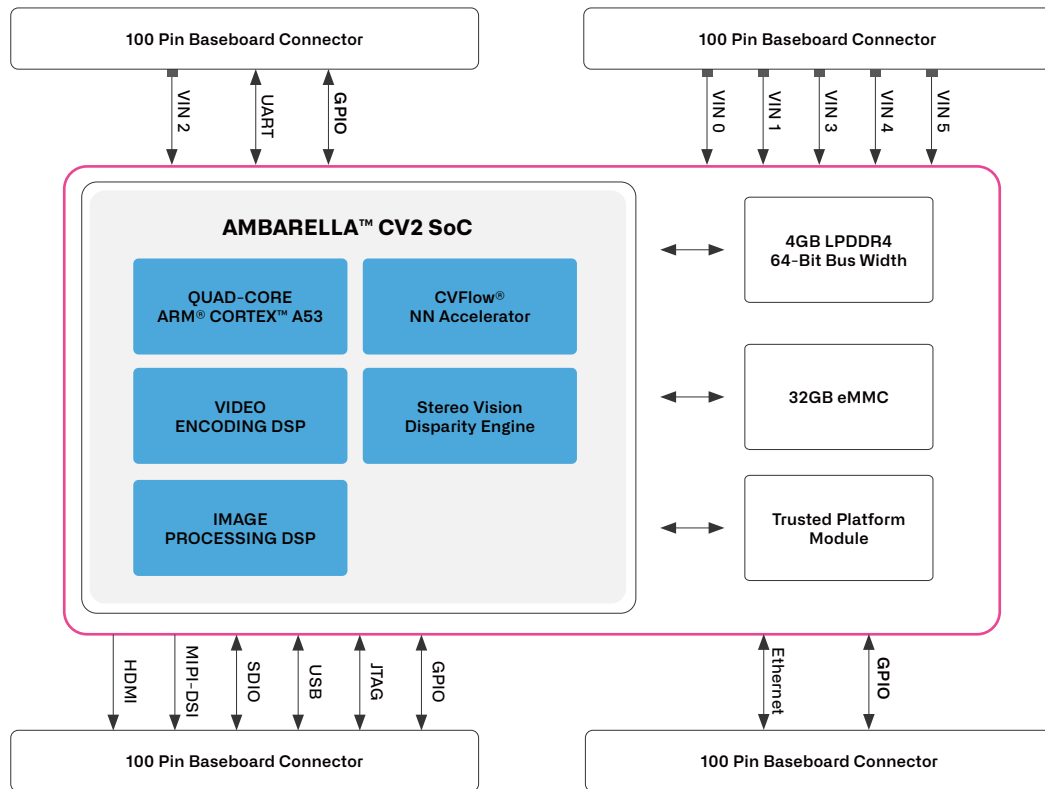 100 Pin Baseboard Connector
100 Pin Baseboard Connector
VIN 2
UART
GPIO
VIN 0
VIN 1
VIN 3
VIN 4
VIN 5
AMBARELLA™ CV2 SoC
QUAD-CORE
ARM® CORTEX™ A53
CVFlow®
NN Accelerator
VIDEO
ENCODING DSP
Stereo Vision
Disparity Engine
IMAGE
PROCESSING DSP
4GB LPDDR4
64-Bit Bus Width
32GB eMMC
Trusted Platform
Module
HDMI
MIPI-DSI
SDIO
USB
JTAG
GPIO
Ethernet
GPIO
100 Pin Baseboard Connector
100 Pin Baseboard Connector